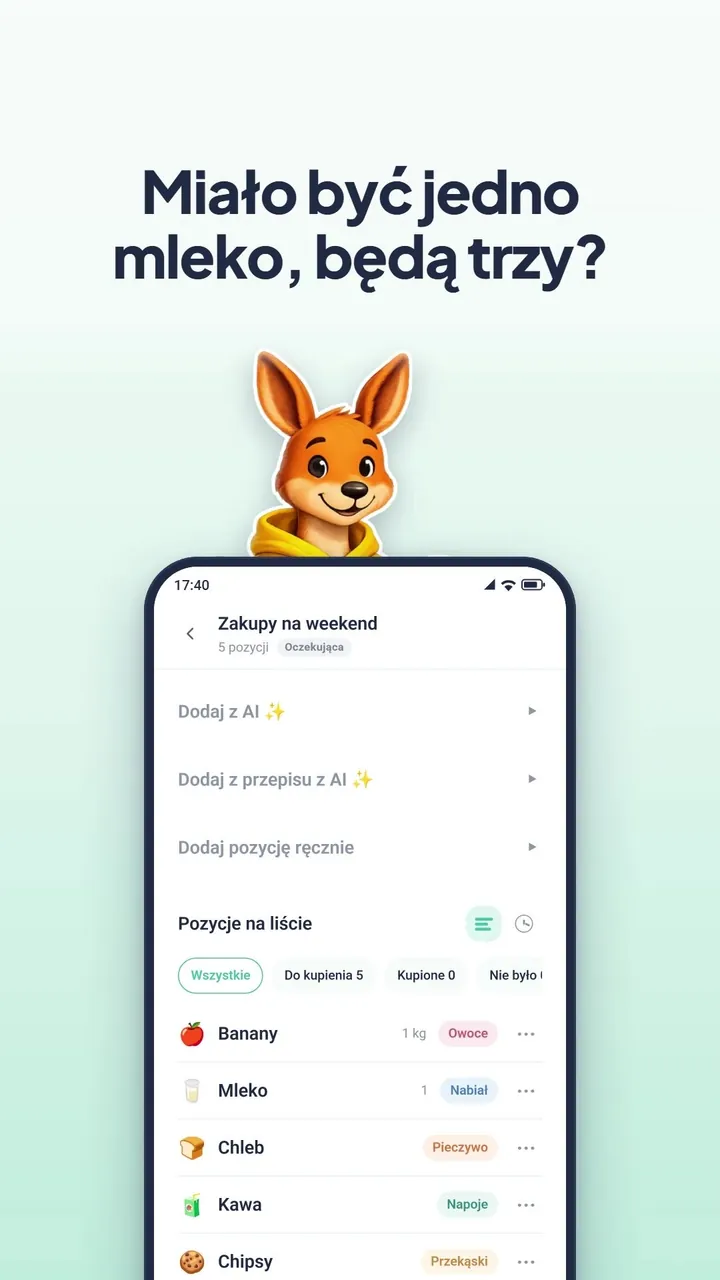 Miało być jedno
mleko, będą trzy?
17:40
Zakupy na weekend
5 pozycji Oczekująca
Dodaj z AI ✨
Dodaj z przepisu z AI ✨
Dodaj pozycję ręcznie
Pozycje na liście
Wszystkie Do kupienia 5 Kupione 0 Nie było
Banany 1 kg Owoce
Mleko 1 Nabiał
Chleb Pieczywo
Kawa Napoje
Chipsy Przekąski